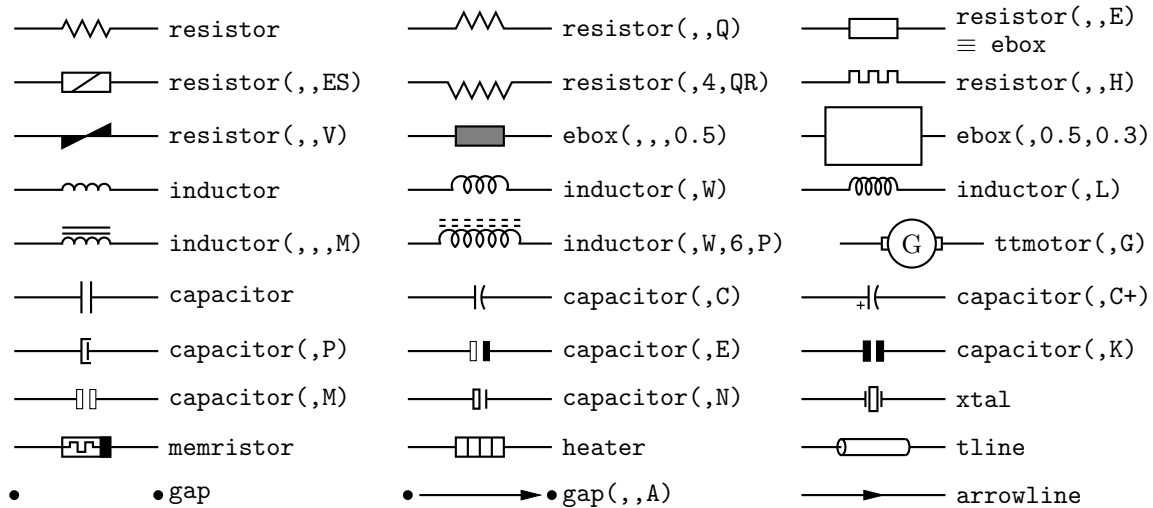 resistor
resistor(,,Q)
resistor(,,E)
≡ ebox
resistor(,,ES)
resistor(,4,QR)
resistor(,,H)
resistor(,,V)
ebox(,,,0.5)
ebox(,0.5,0.3)
inductor
inductor(,W)
inductor(,L)
inductor(,,,M)
inductor(,W,6,P)
G
ttmotor(,G)
capacitor
capacitor(,C)
+
capacitor(,C+)
capacitor(,P)
capacitor(,E)
capacitor(,K)
capacitor(,M)
capacitor(,N)
xtal
memristor
heater
tline
gap
gap(,,A)
arrowline